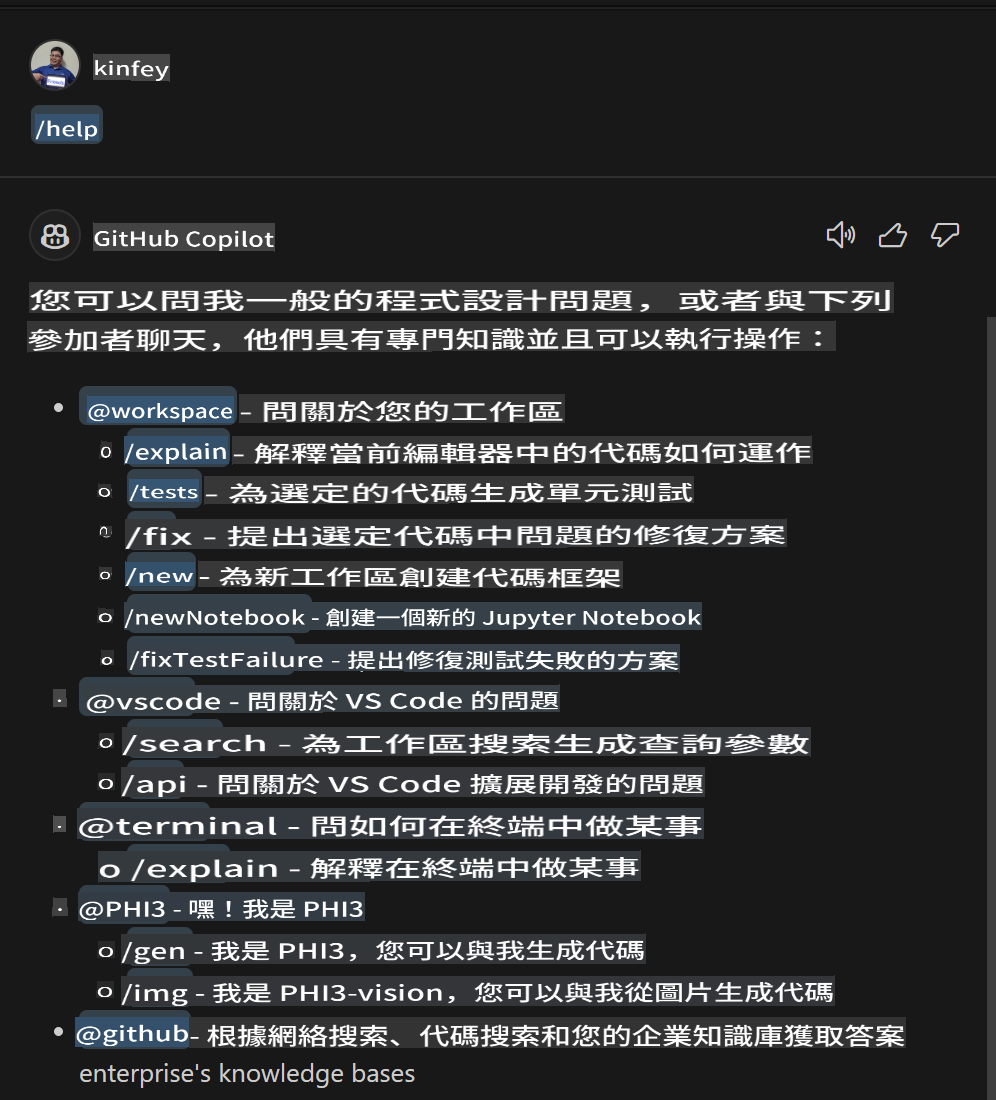 kinfey
/help
GitHub Copilot
您可以問我一般的程式設計問題，或者與下列
參加者聊天，他們具有專門知識並且可以執行操作：
• @workspace - 問關於您的工作區
o /explain - 解釋當前編輯器中的代碼如何運作
o /tests - 為選定的代碼生成單元測試
o /fix - 提出選定代碼中問題的修復方案
o /new - 為新工作區創建代碼框架
o /newNotebook - 創建一個新的 Jupyter Notebook
o /fixTestFailure - 提出修復測試失敗的方案
· @vscode - 問關於 VS Code 的問題
o /search - 為工作區搜索生成查詢參數
o /api - 問關於 VS Code 擴展開發的問題
· @terminal - 問如何在終端中做某事
o /explain - 解釋在終端中做某事
· @PHI3 - 嘿！我是 PHI3
o /gen - 我是 PHI3，您可以與我生成代碼
o /img - 我是 PHI3-vision，您可以與我從圖片生成代碼
• @github - 根據網絡搜索、代碼搜索和您的企業知識庫獲取答案
enterprise's knowledge bases